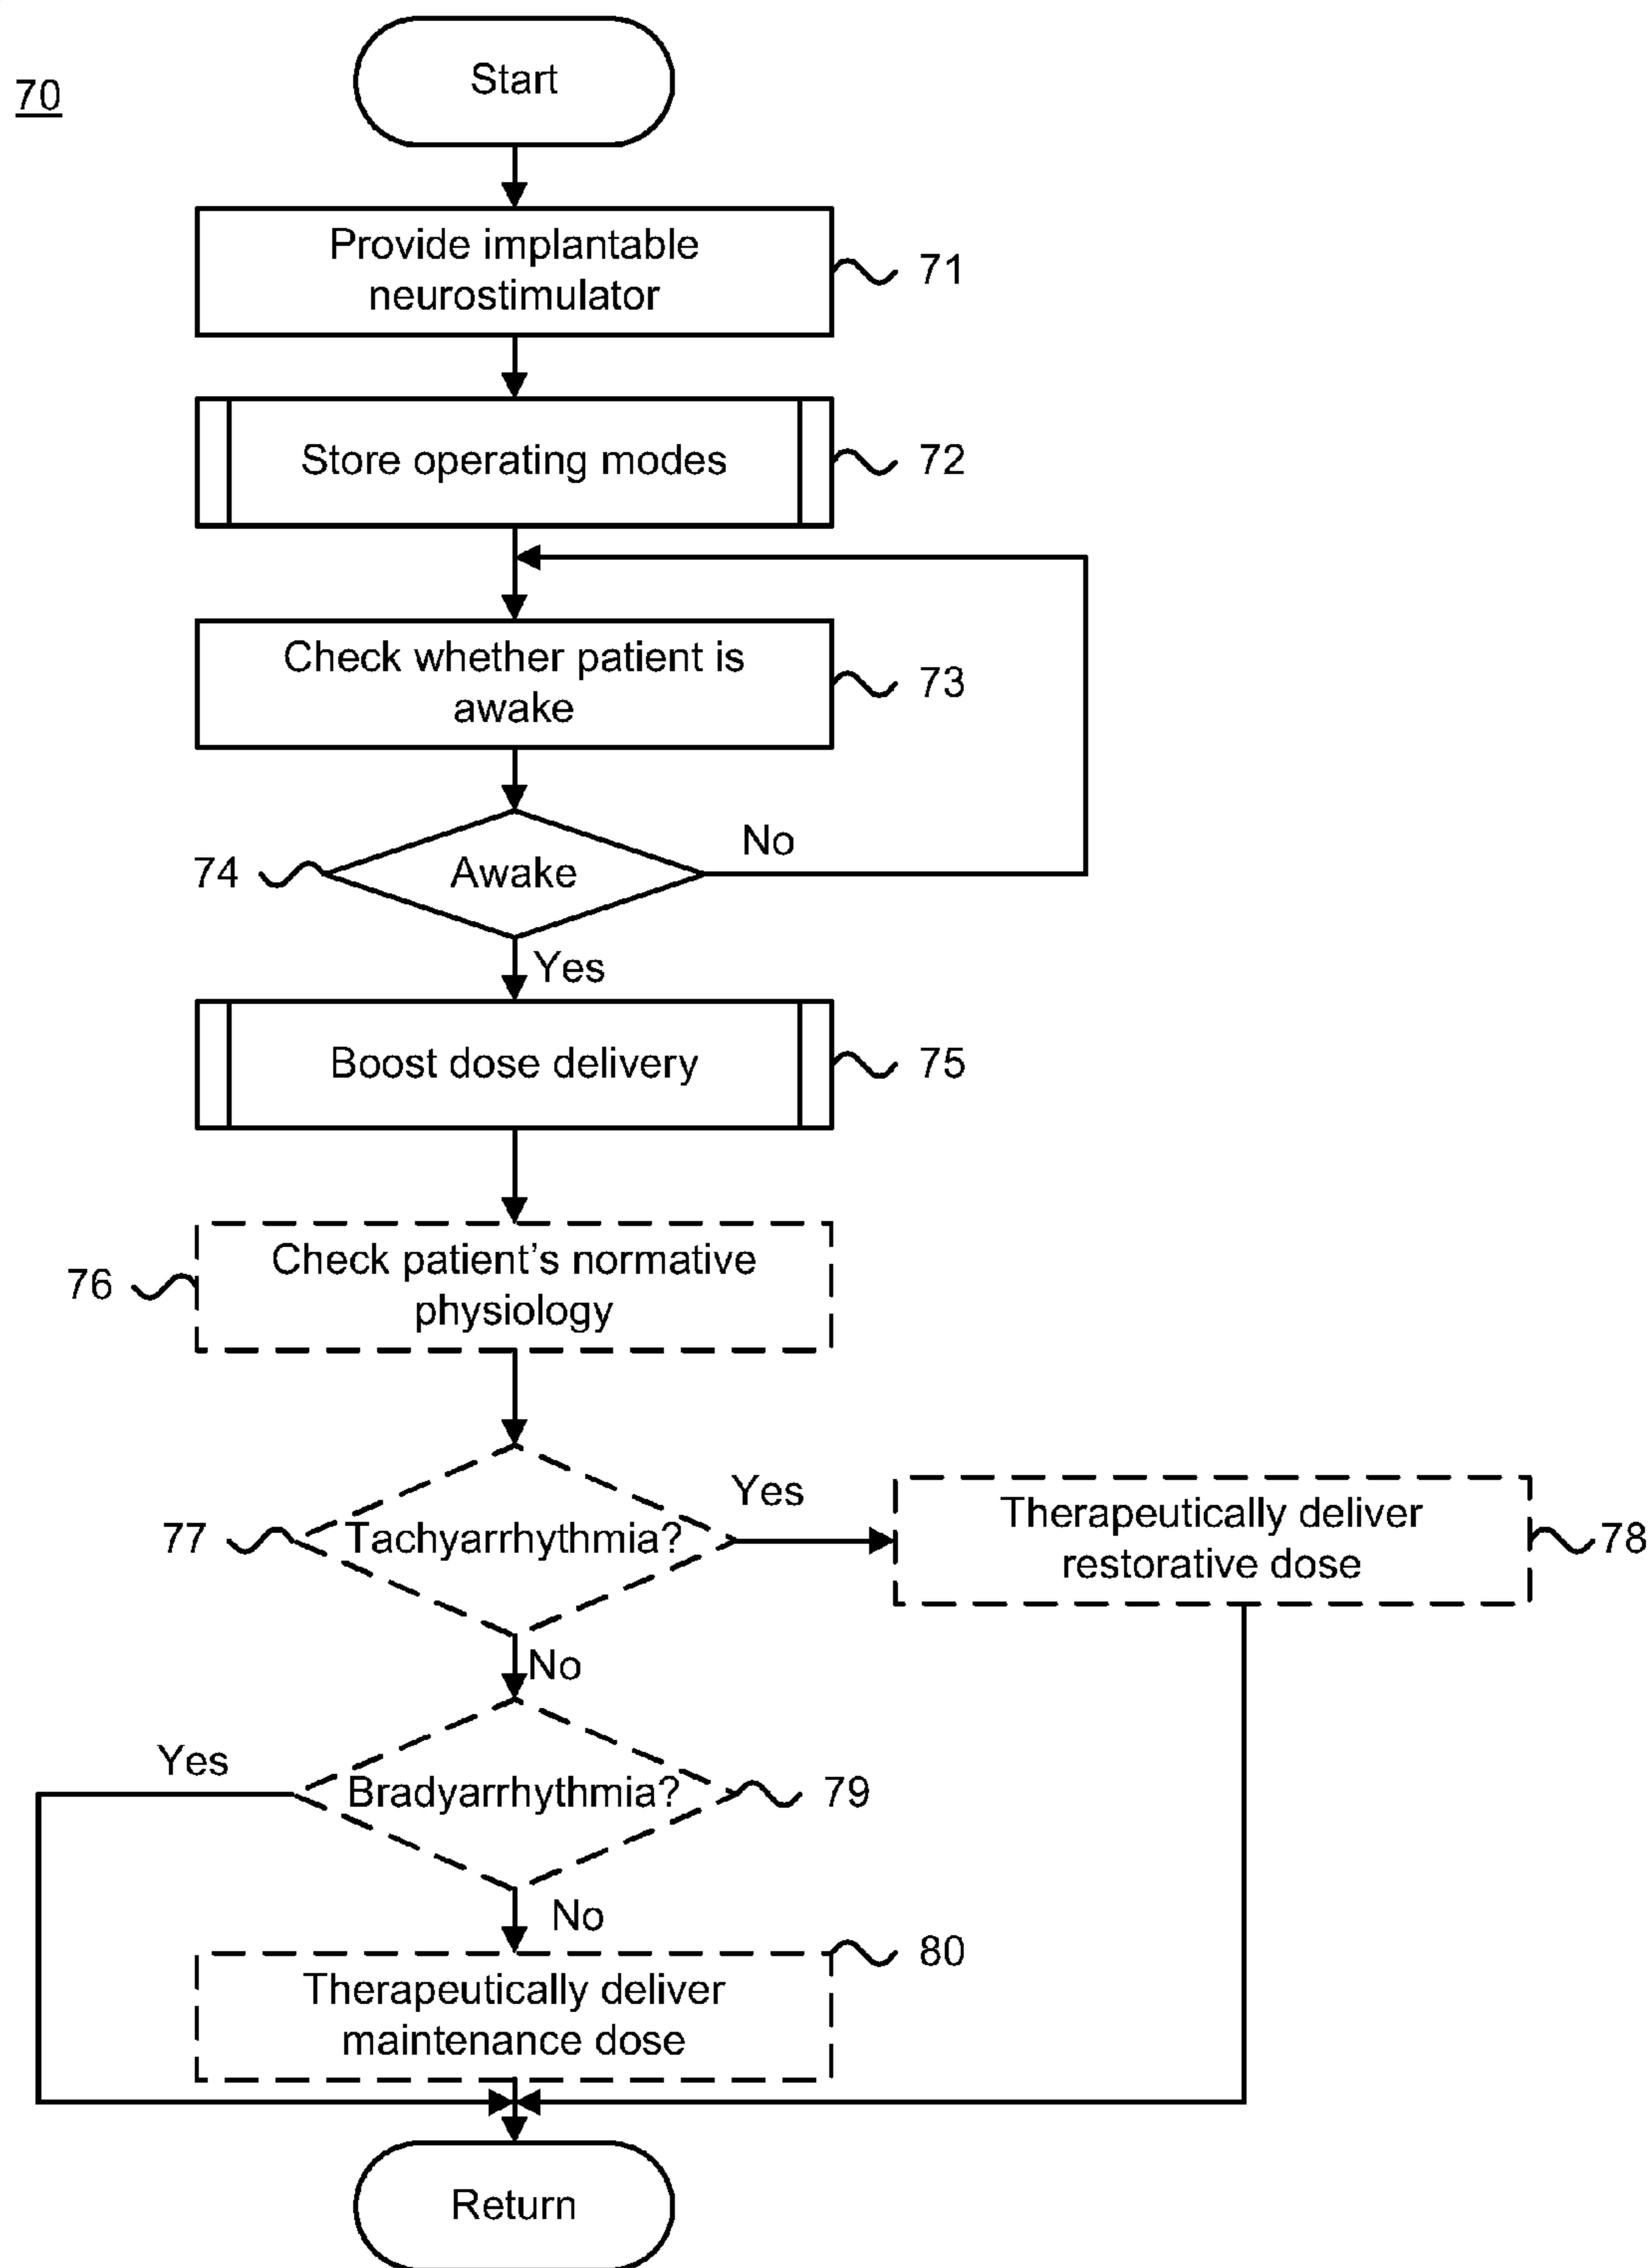 70
Start
Provide implantable
neurostimulator
71
Store operating modes
72
Check whether patient is
awake
73
74
Awake
No
Yes
Boost dose delivery
75
76
Check patient's normative
physiology
77
Tachyarrhythmia?
Yes
Therapeutically deliver
restorative dose
78
No
Yes
Bradyarrhythmia?
79
No
80
Therapeutically deliver
maintenance dose
Return